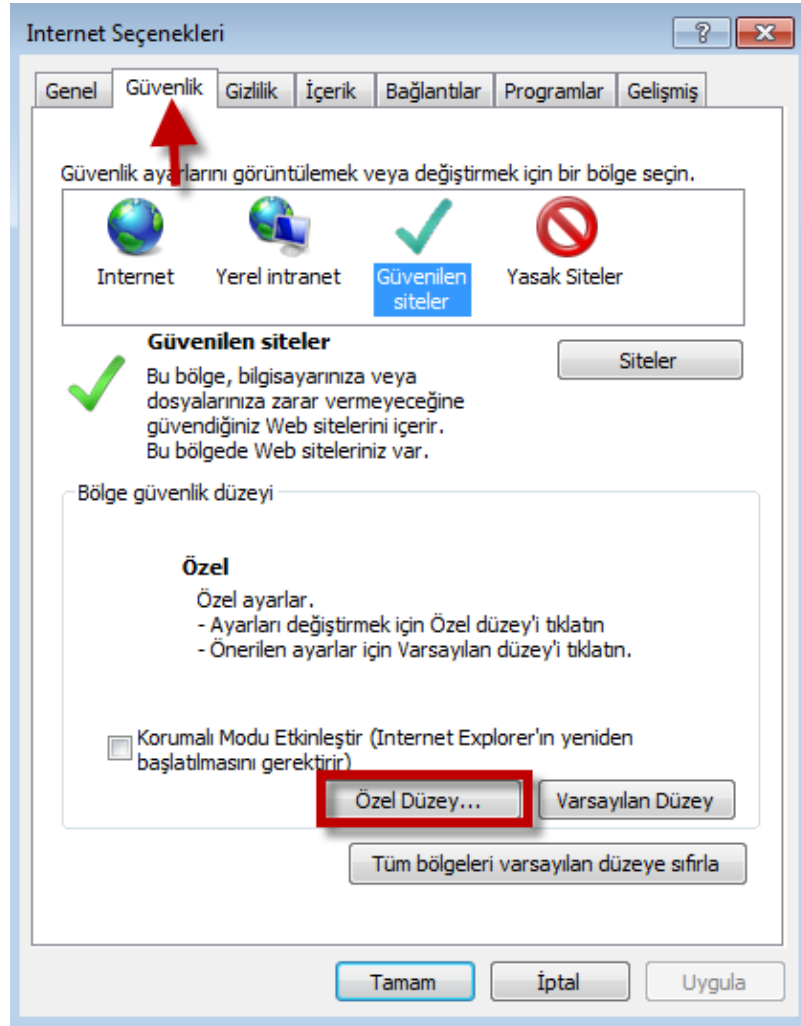 Internet Seçenekleri
Genel Güvenlik Gizlilik İçerik Bağlantılar Programlar Gelişmiş
Güvenlik ayarlarını görüntülemek veya değiştirmek için bir bölge seçin.
Internet Yerel intranet Güvenilen siteler Yasak Siteler
Güvenilen siteler
Siteler
Bu bölge, bilgisayarınıza veya
dosyalarınıza zarar vermeyeceğine
güvendiğiniz Web sitelerini içerir.
Bu bölgede Web siteleriniz var.
Bölge güvenlik düzeyi
Özel
Özel ayarlar.
- Ayarları değiştirmek için Özel düzey'i tıklatın
- Önerilen ayarlar için Varsayılan düzey'i tıklatın.
Korumalı Modu Etkinleştir (Internet Explorer'ın yeniden
başlatılmasını gerektirir)
Özel Düzey... Varsayılan Düzey
Tüm bölgeleri varsayılan düzeye sıfırla
Tamam İptal Uygula